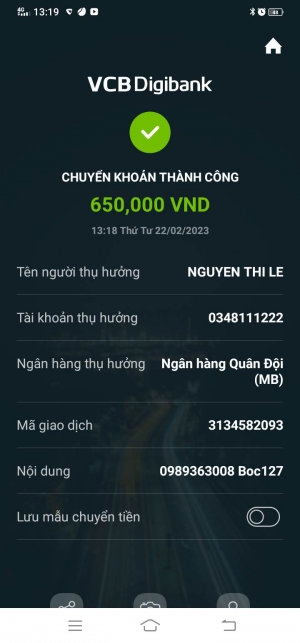 4G 13:19
VCB Digibank
CHUYỂN KHOẢN THÀNH CÔNG
650,000 VND
13:18 Thứ Tư 22/02/2023
Tên người thụ hưởng NGUYEN THI LE
Tài khoản thụ hưởng 0348111222
Ngân hàng thụ hưởng Ngân hàng Quân Đội
(MB)
Mã giao dịch 3134582093
Nội dung 0989363008 Boc127
Lưu mẫu chuyển tiền